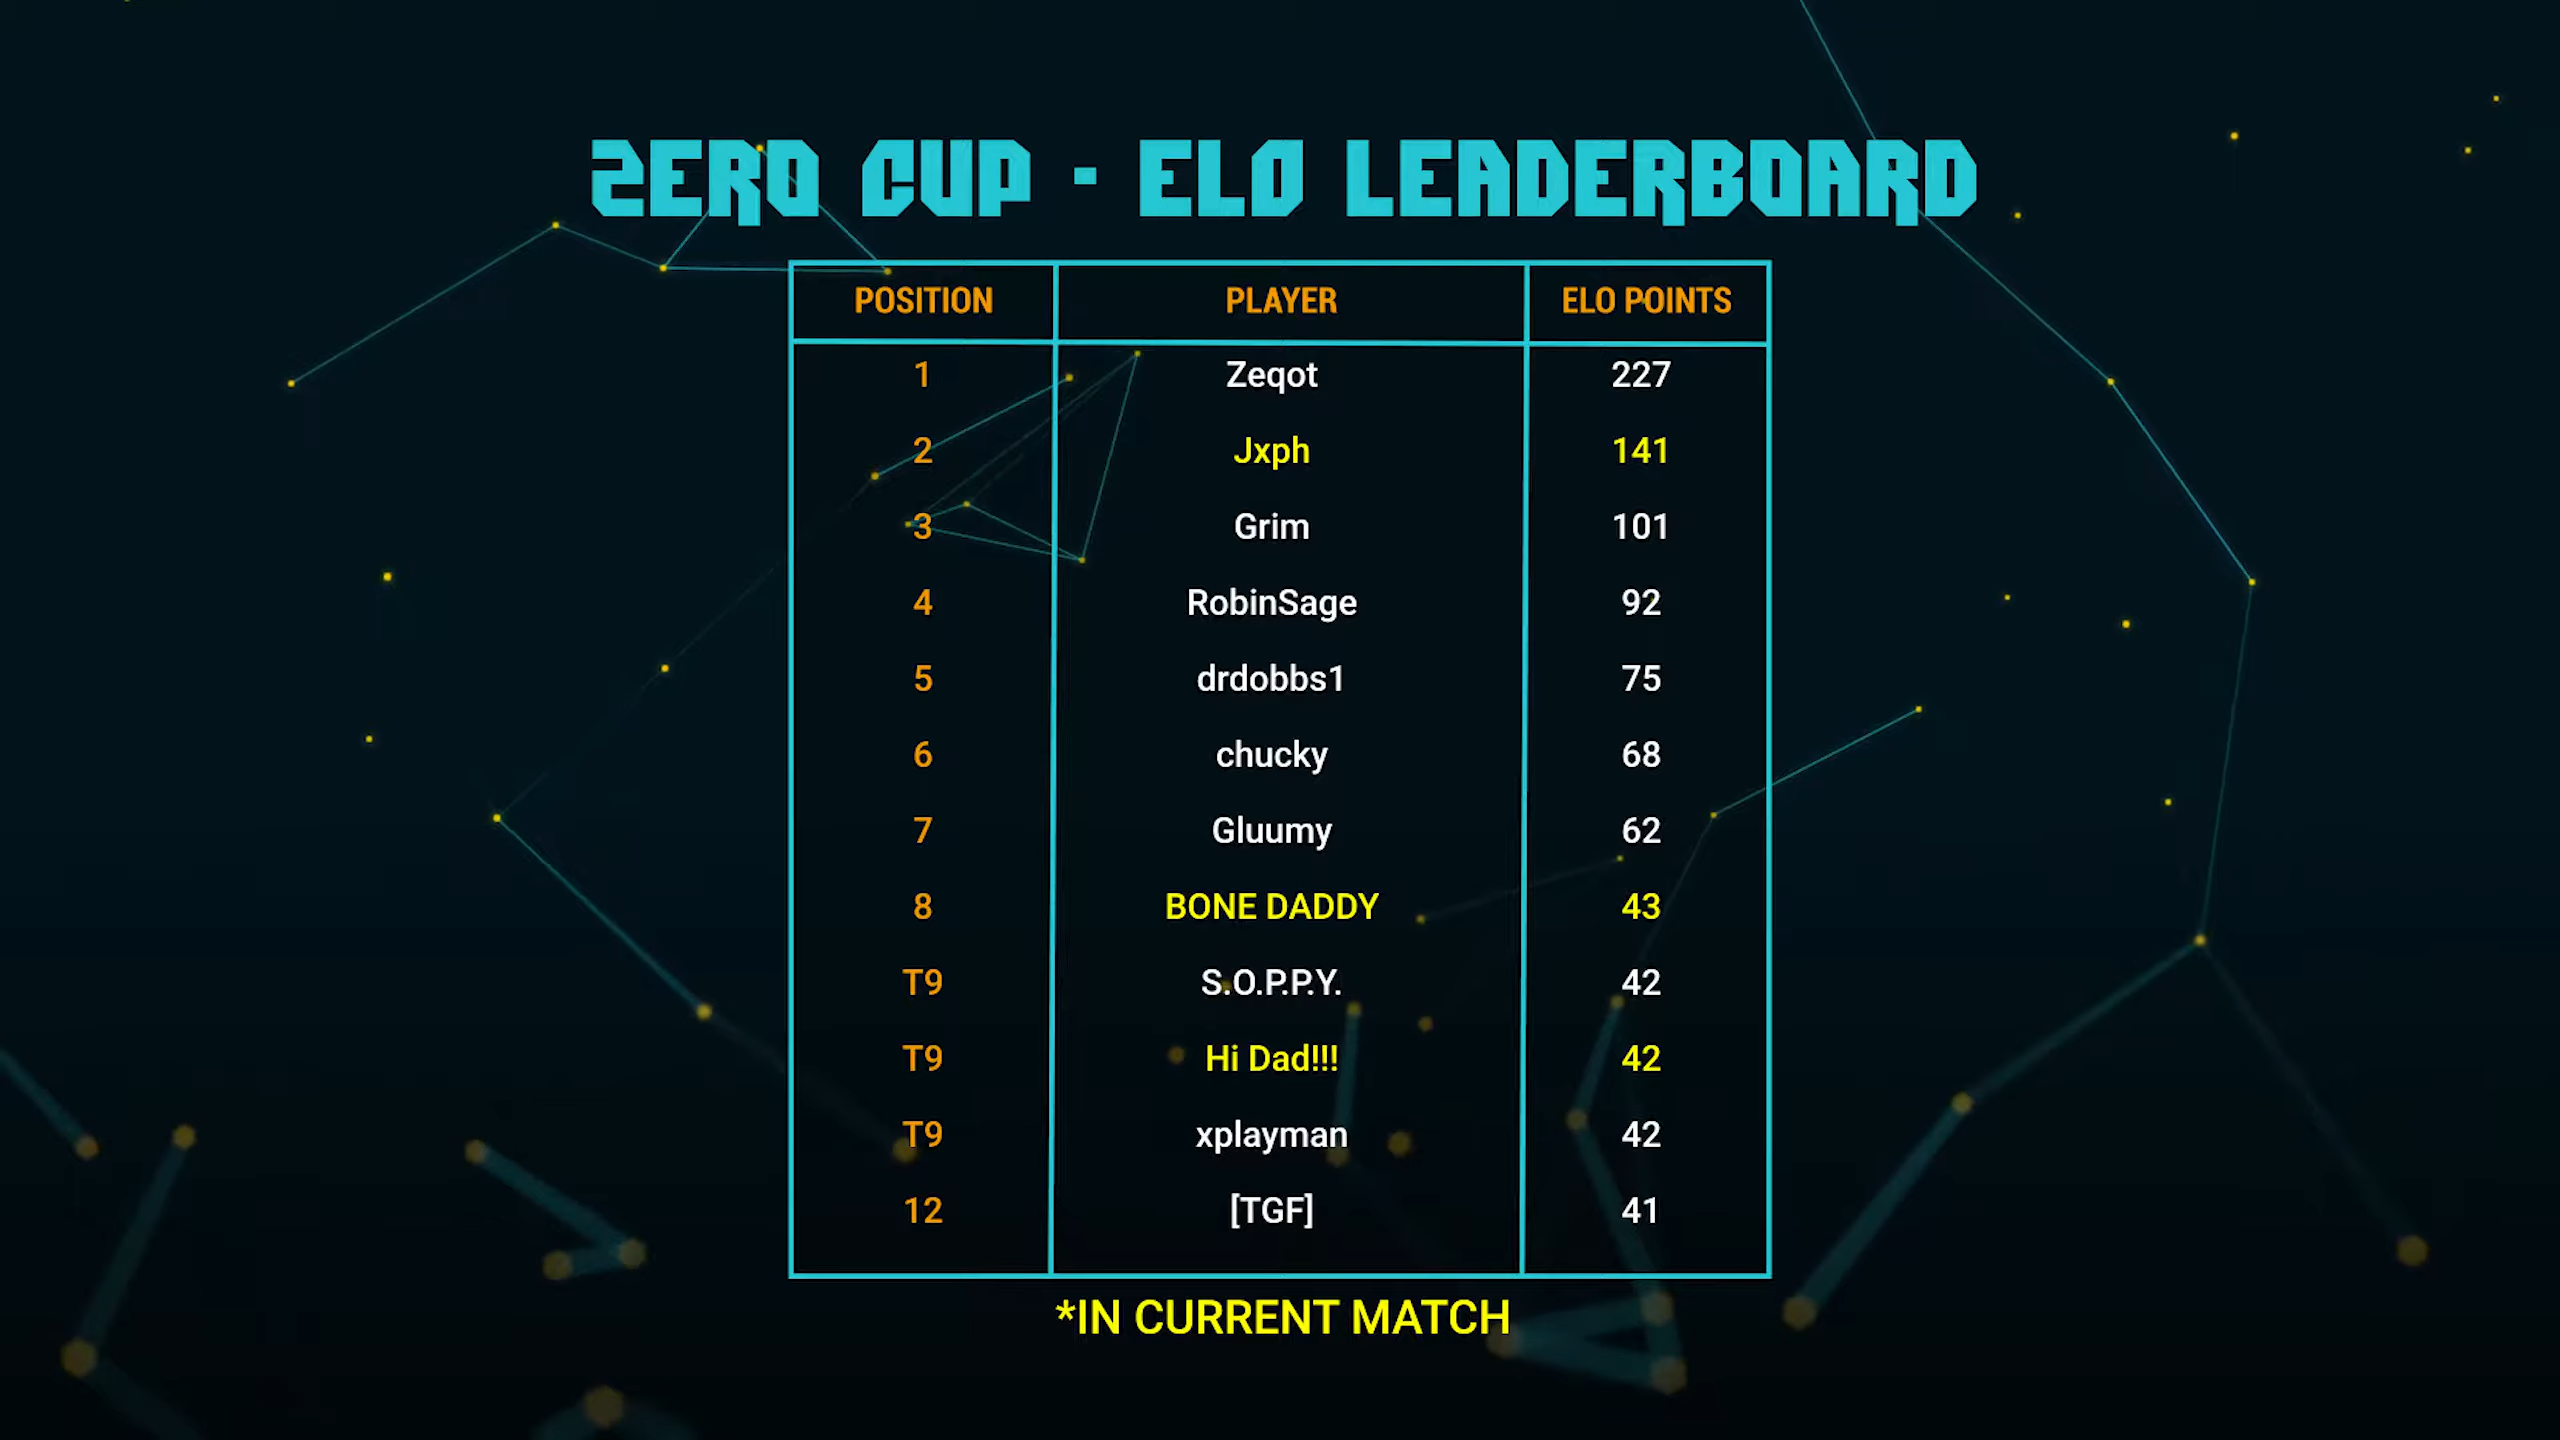 ZERO CUP - ELO LEADERBOARD
POSITION PLAYER ELO POINTS
1 Zeqot 227
2 Jxph 141
3 Grim 101
4 RobinSage 92
5 drdobbs1 75
6 chucky 68
7 Gluumy 62
8 BONE DADDY 43
T9 S.O.P.P.Y. 42
T9 Hi Dad!!! 42
T9 xplayman 42
12 [TGF] 41
*IN CURRENT MATCH